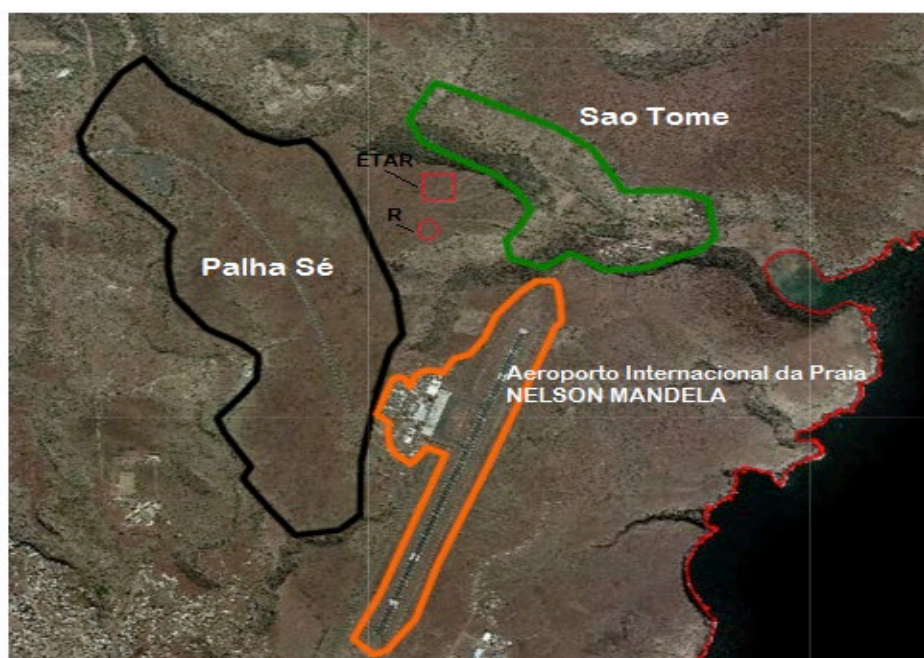 Sao Tome
ETAR
R
Palha Sé
Aeroporto Internacional da Praia
NELSON MANDELA